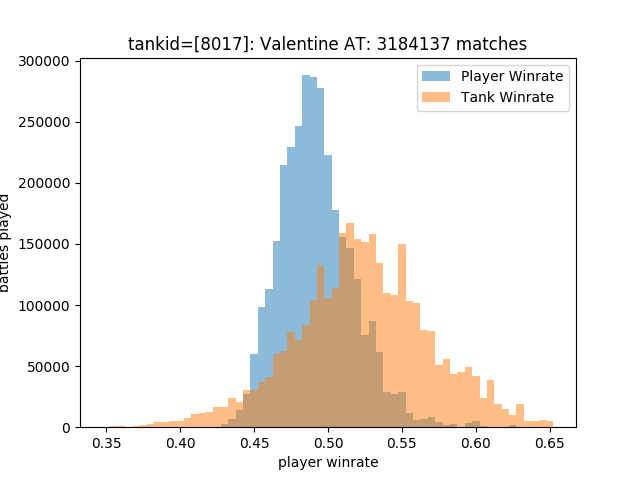 tankid=[8017]: Valentine AT: 3184137 matches
Player Winrate
Tank Winrate
300000
250000
200000
150000
100000
50000
0
battles played
0.35 0.40 0.45 0.50 0.55 0.60 0.65
player winrate